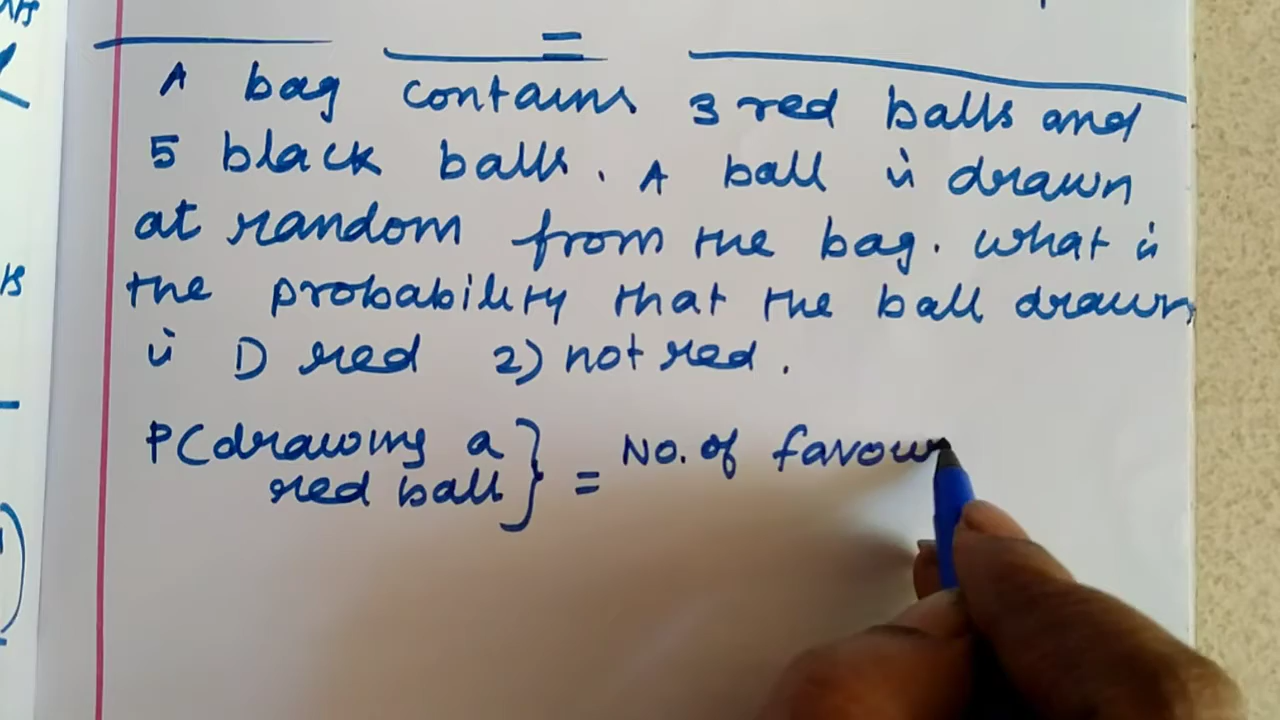 A bag contains 3 red balls and
5 black balls. A ball is drawn
at random from the bag. What is
the probability that the ball drawn
is 1) red 2) not red.
P(drawing a
red ball } = No. of favour